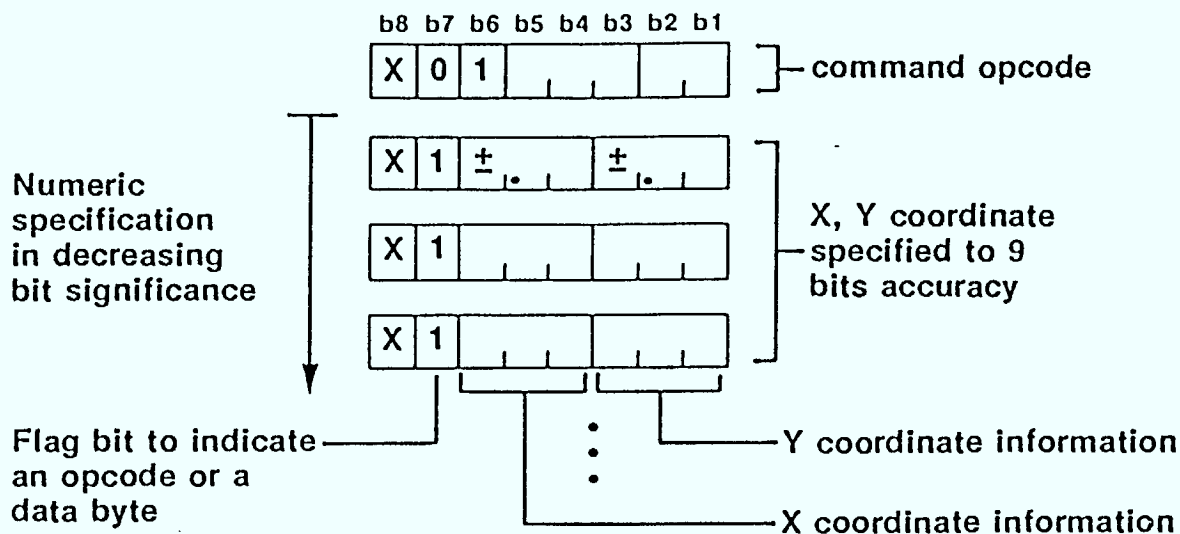 b8 b7 b6 b5 b4 b3 b2 b1
X 0 1
command opcode
X 1 ± . ± .
X 1
X 1
Numeric
specification
in decreasing
bit significance
X, Y coordinate
specified to 9
bits accuracy
Flag bit to indicate
an opcode or a
data byte
Y coordinate information
X coordinate information